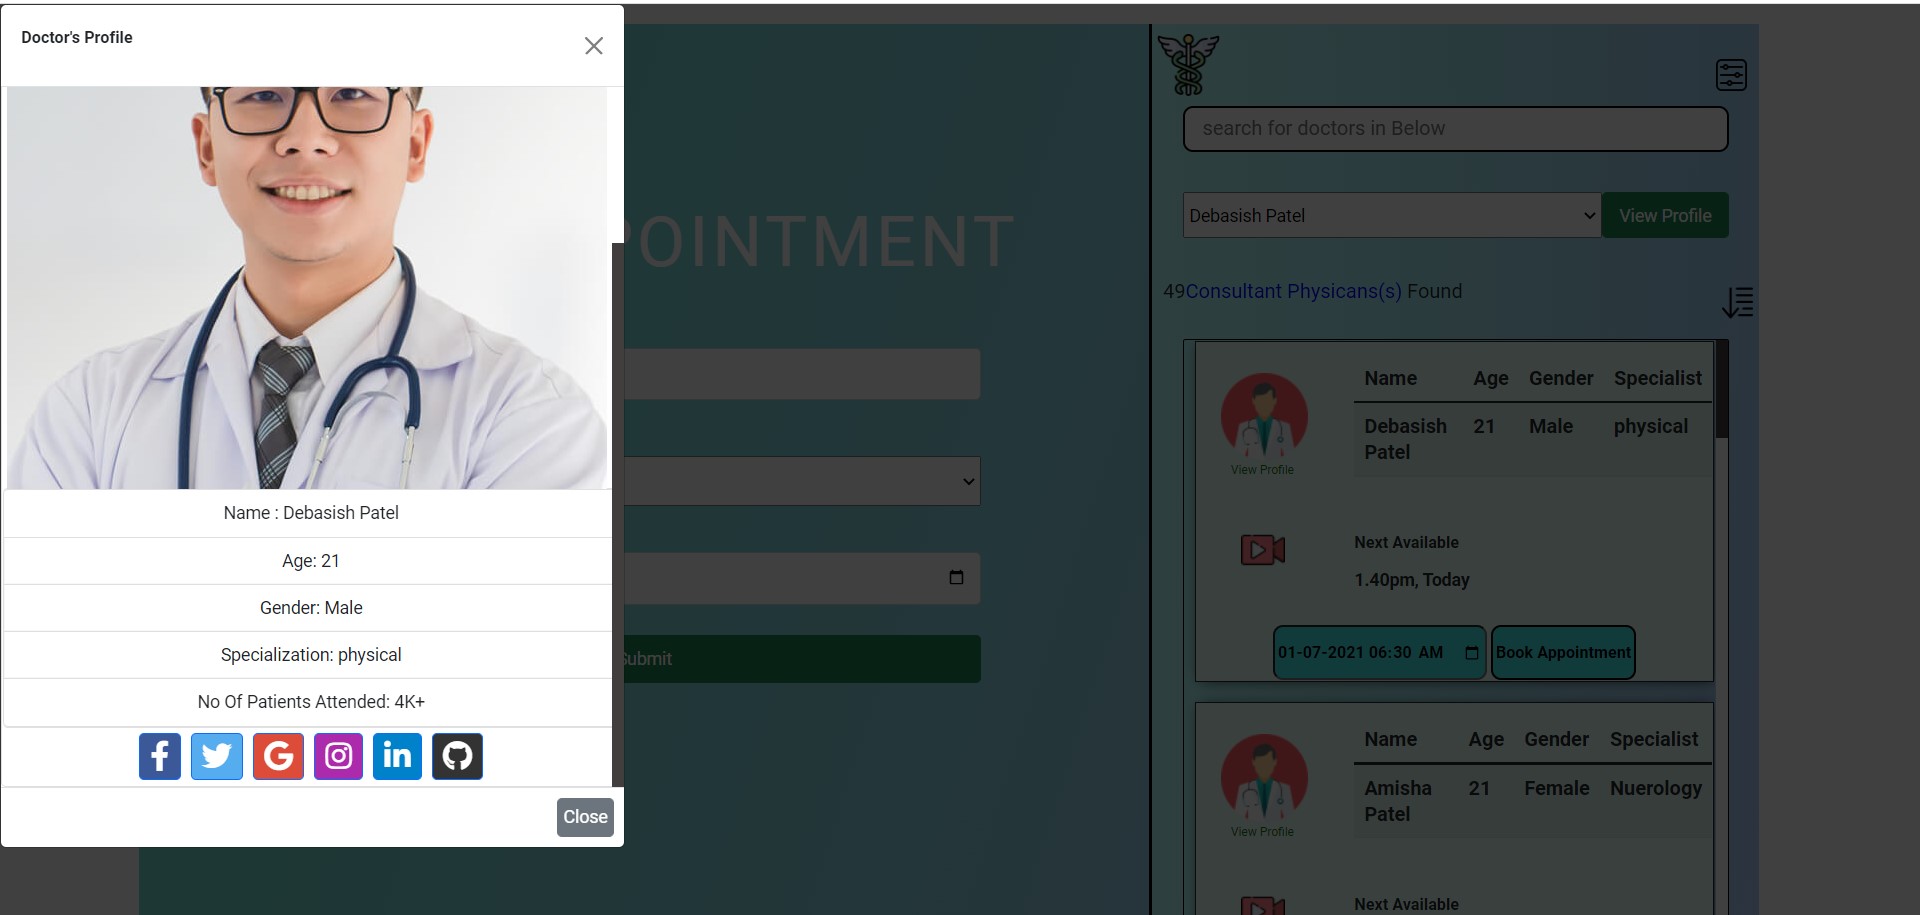 Doctor's Profile
Name : Debasish Patel
Age: 21
Gender: Male
Specialization: physical
No Of Patients Attended: 4K+
Close
POINTMENT
Submit
search for doctors in Below
Debasish Patel
View Profile
49Consultant Physicans(s) Found
Name Age Gender Specialist
Debasish 21 Male physical
Patel
View Profile
Next Available
1.40pm, Today
01-07-2021 06:30 AM
Book Appointment
Name Age Gender Specialist
Amisha 21 Female Nuerology
Patel
View Profile
Next Available